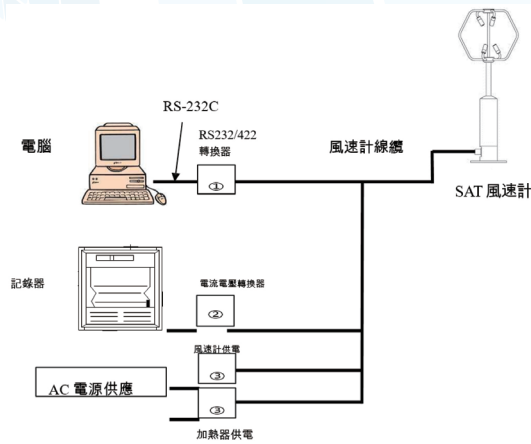 RS-232C
電腦
RS232/422
轉換器
①
風速計線纜
SAT 風速計
記錄器
電流電壓轉換器
②
風速計供電
③
AC 電源供應
③
加熱器供電